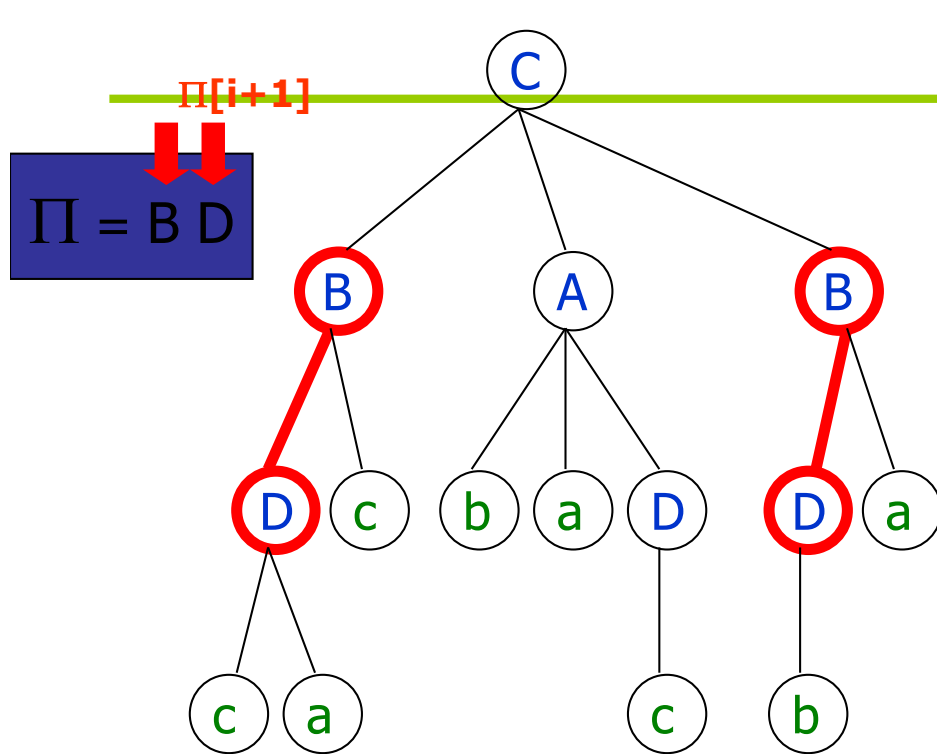 C
Π[i+1]
Π = B D
B A B
D c b a D D a
c a c b